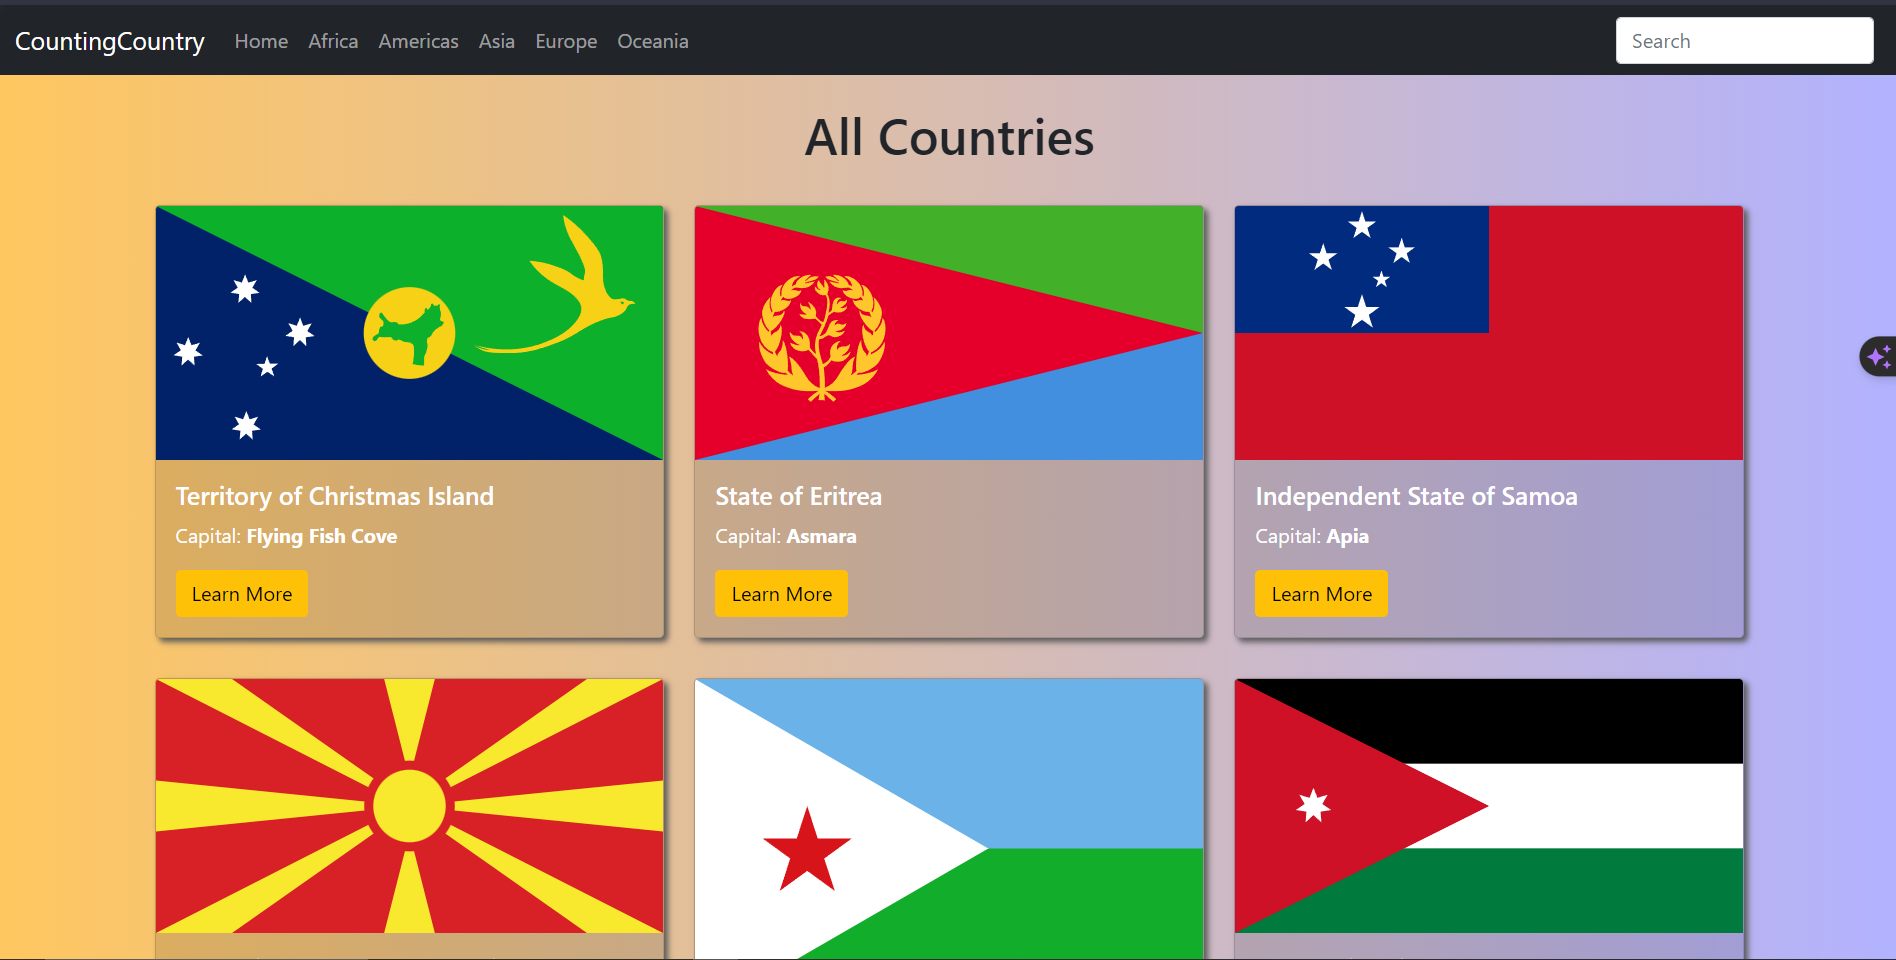 CountingCountry Home Africa Americas Asia Europe Oceania Search
All Countries
Territory of Christmas Island
Capital: Flying Fish Cove
Learn More
State of Eritrea
Capital: Asmara
Learn More
Independent State of Samoa
Capital: Apia
Learn More